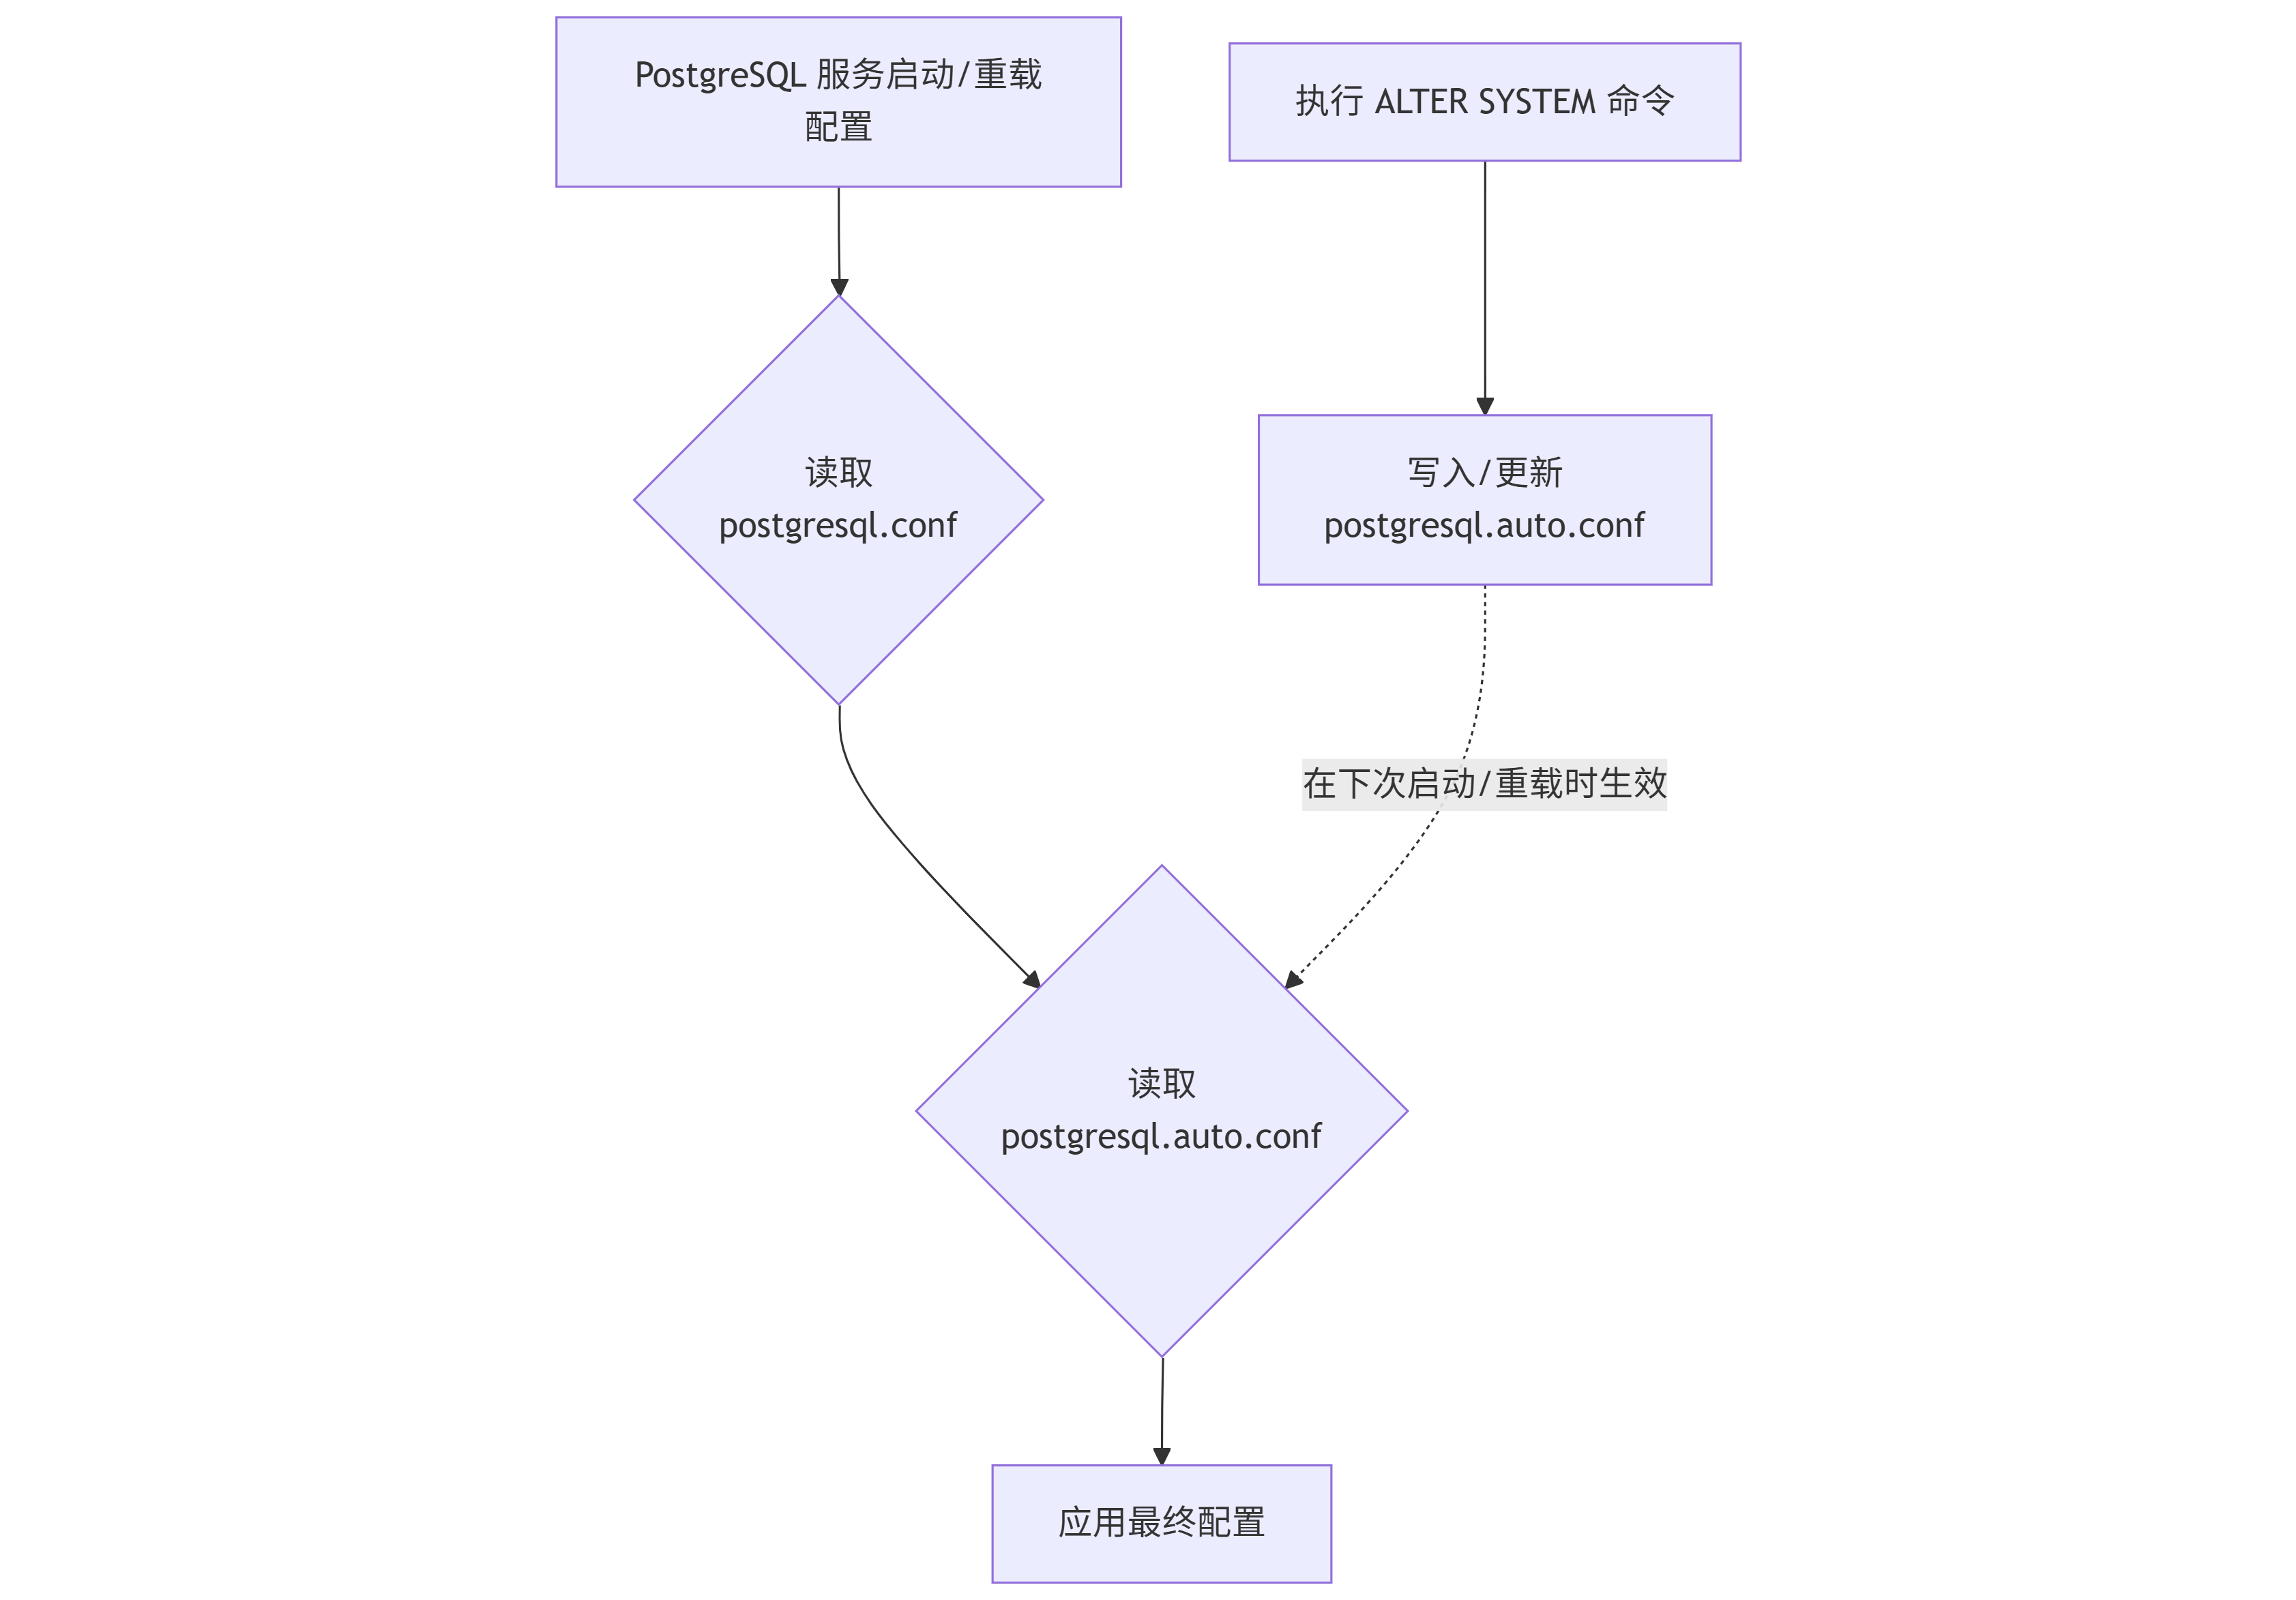 PostgreSQL 服务启动/重载
配置
执行 ALTER SYSTEM 命令
读取
postgresql.conf
写入/更新
postgresql.auto.conf
在下次启动/重载时生效
读取
postgresql.auto.conf
应用最终配置